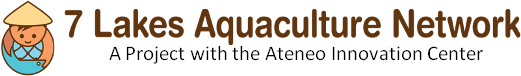 7 Lakes Aquaculture Network
A Project with the Ateneo Innovation Center